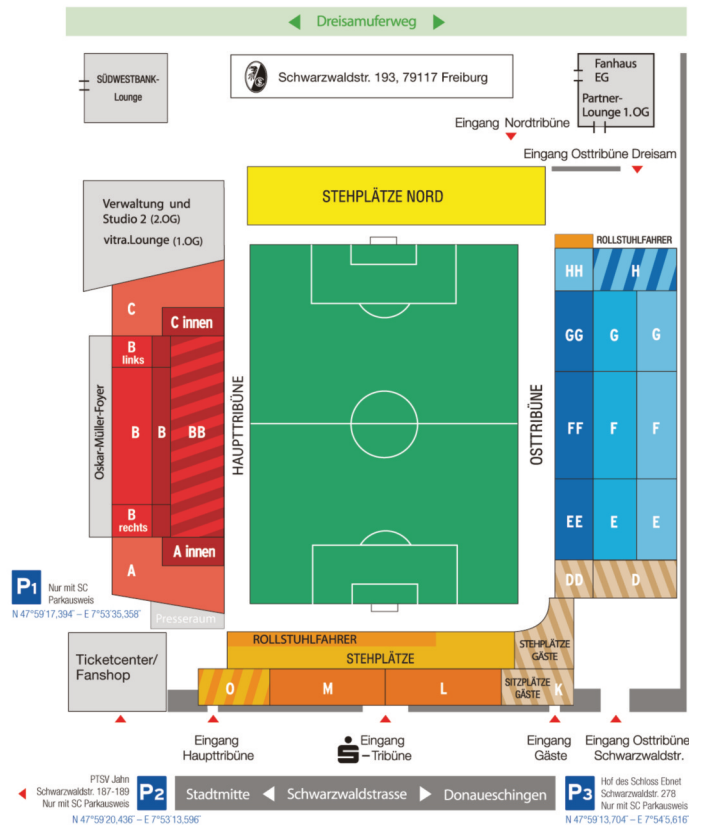 Dreisamuferweg
SÜDWESTBANK-
Lounge
Schwarzwaldstr. 193, 79117 Freiburg
Fanhaus
EG
Partner-
Lounge 1.OG
Eingang Nordtribüne
Eingang Osttribüne Dreisam
STEHPLÄTZE NORD
Verwaltung und
Studio 2 (2.OG)
vitra.Lounge (1.OG)
ROLLSTUHLFAHRER
HH
H
C
C innen
B
links
GG
G
G
Oskar-Müller-Foyer
B
B
BB
HAUPTTRIBÜNE
OSTTRIBÜNE
FF
F
F
B
rechts
EE
E
E
A innen
A
DD
D
P1
Nur mit SC
Parkausweis
N 47°59´17,394˝ – E 7°53´35,358˝
Presseraum
ROLLSTUHLFAHRER
STEHPLÄTZE
STEHPLÄTZE
GÄSTE
Ticketcenter/
Fanshop
O
M
L
SITZPLÄTZE
GÄSTE
K
Eingang
Haupttribüne
Eingang
–Tribüne
Eingang
Gäste
Eingang Osttribüne
Schwarzwaldstr.
PTSV Jahn
Schwarzwaldstr. 187-189
Nur mit SC Parkausweis
P2
N 47°59´20,436˝ – E 7°53´13,596˝
Stadtmitte
Schwarzwaldstrasse
Donaueschingen
P3
Hof des Schloss Ebnet
Schwarzwaldstr. 278
Nur mit SC Parkausweis
N 47°59´13,704˝ – E 7°54´5,616˝